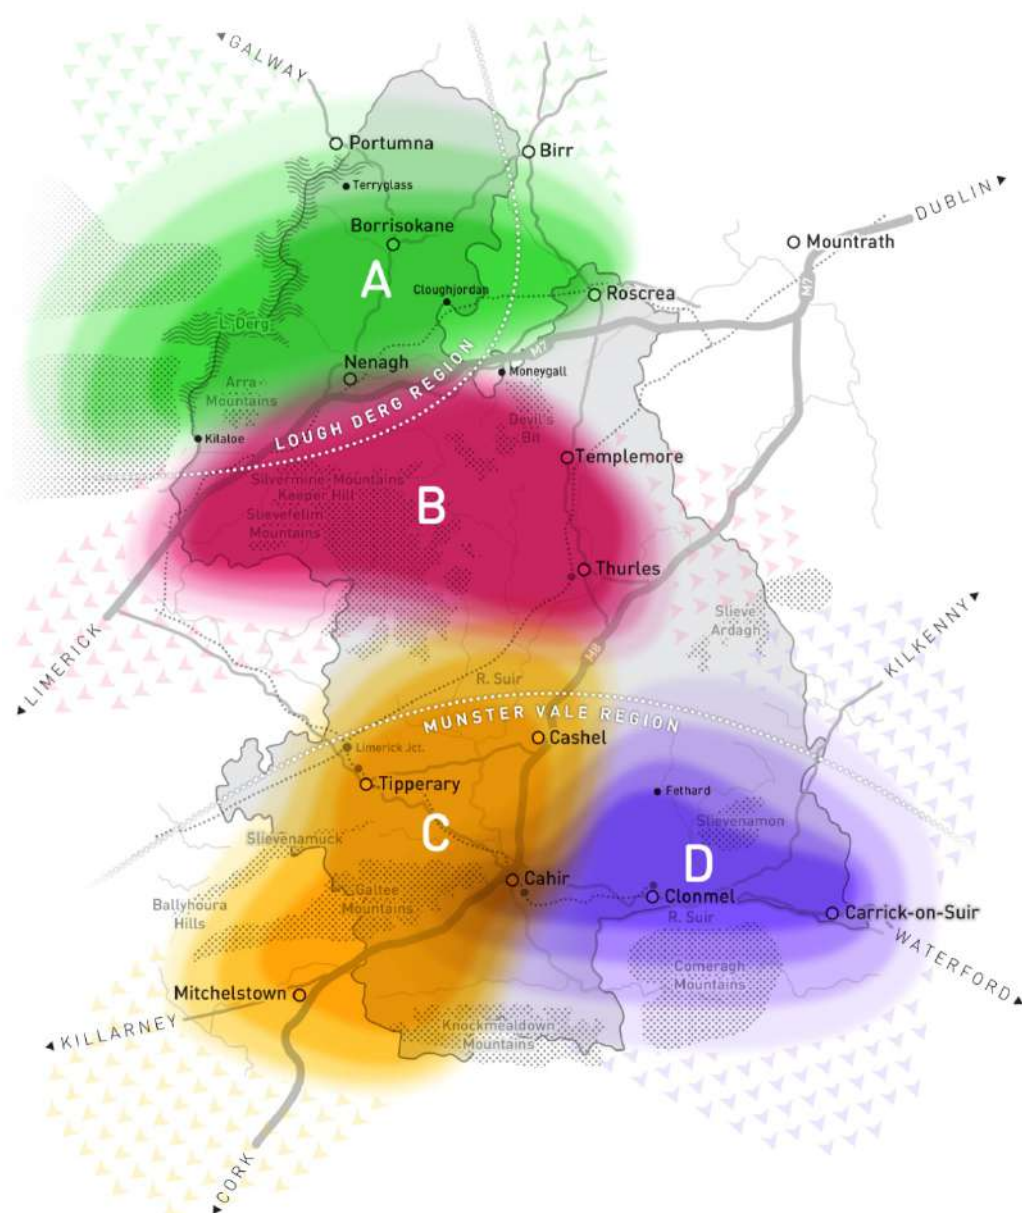 GALWAY
Portumna
Birr
Terryglass
DUBLIN
Borrisokane
Mountrath
A
Cloughjordan
M7
Roscrea
L. Derg
M7
Nenagh
Moneygall
Arra-
Mountains
LOUGH DERG REGION
Devil's
Bit
Kilaloe
Templemore
Silvermine-Mountains
Keeper Hill
B
Slievefelim
Mountains
Thurles
KILKENNY
Slieve
Ardagh
LIMERICK
M8
R. Suir
MUNSTER VALE REGION
Cashel
Limerick Jct.
Tipperary
Fethard
Slievenamon
Slievenamuck
C
D
Cahir
Galtee
Mountains
Clonmel
Ballyhoura
Hills
R. Suir
Carrick-on-Suir
WATERFORD
Comeragh
Mountains
Mitchelstown
KILLARNEY
Knockmealdown
Mountains
CORK